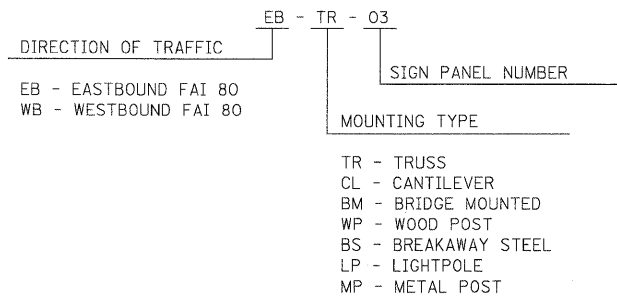 EB - TR - 03
DIRECTION OF TRAFFIC
SIGN PANEL NUMBER
EB - EASTBOUND FAI 80
WB - WESTBOUND FAI 80
MOUNTING TYPE
TR - TRUSS
CL - CANTILEVER
BM - BRIDGE MOUNTED
WP - WOOD POST
BS - BREAKAWAY STEEL
LP - LIGHTPOLE
MP - METAL POST